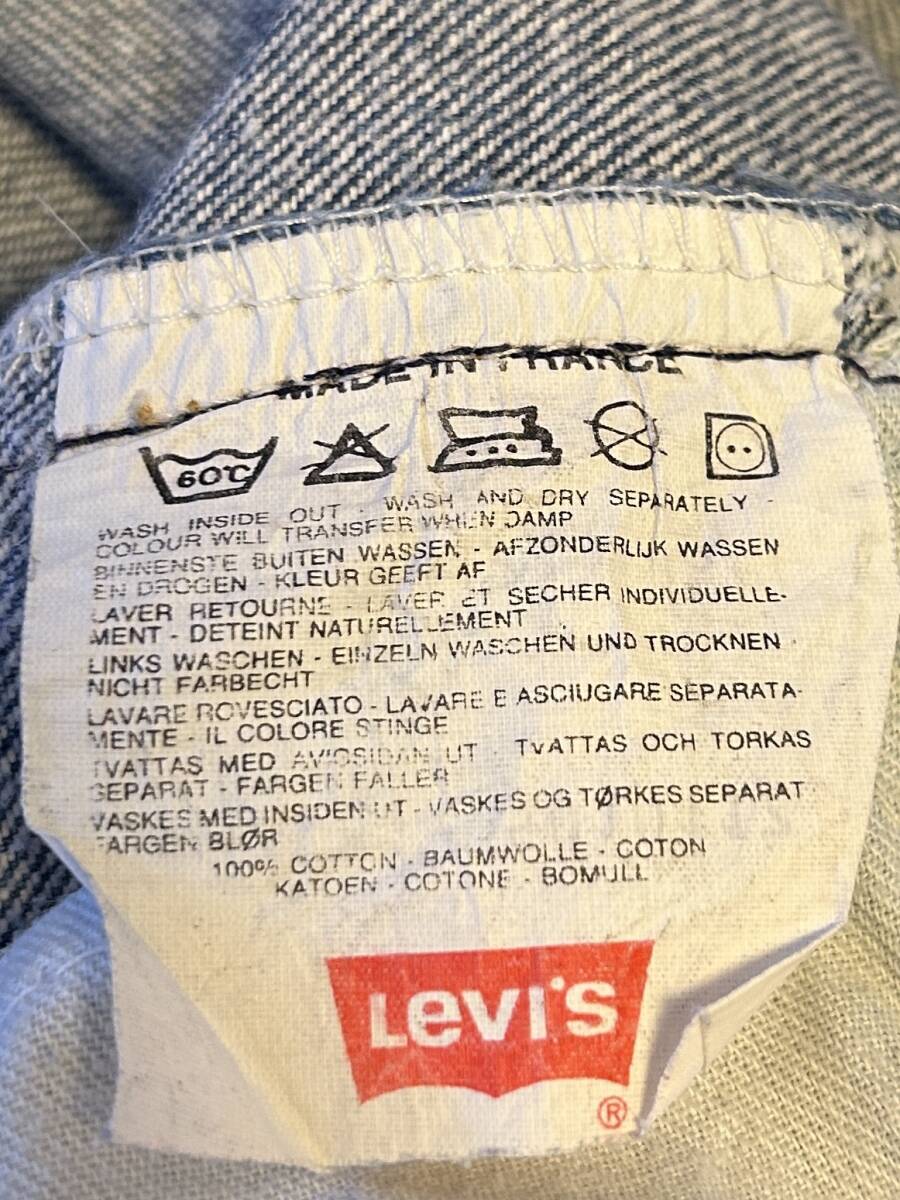 MADE IN FRANCE
60°C
WASH INSIDE OUT - WASH AND DRY SEPARATELY -
COLOUR WILL TRANSFER WHEN DAMP
BINNENSTE BUITEN WASSEN - AFZONDERLIJK WASSEN
EN DROGEN - KLEUR GEEFT AF
LAVER RETOURNE - LAVER ET SECHER INDIVIDUELLE-
MENT - DETEINT NATURELLEMENT
LINKS WASCHEN - EINZELN WASCHEN UND TROCKNEN -
NICHT FARBECHT
LAVARE ROVESCIATO - LAVARE E ASCIUGARE SEPARATA-
MENTE - IL COLORE STINGE
TVATTAS MED AVIGSIDAN UT - TVATTAS OCH TORKAS
SEPARAT - FARGEN FALLER
VASKES MED INSIDEN UT - VASKES OG TØRKES SEPARAT -
FARGEN BLØR
100% COTTON - BAUMWOLLE - COTON
KATOEN - COTONE - BOMULL
LEVI'S
®